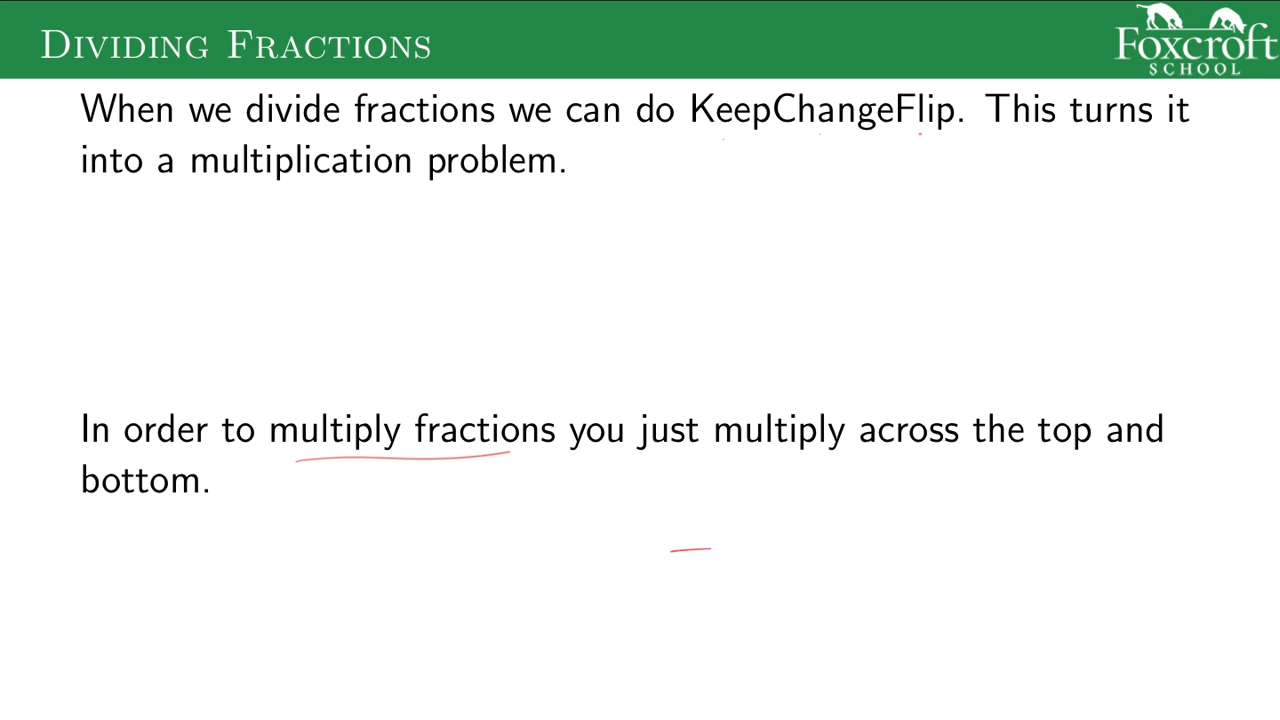 Dividing Fractions
Foxcroft
SCHOOL
When we divide fractions we can do KeepChangeFlip. This turns it
into a multiplication problem.
In order to multiply fractions you just multiply across the top and
bottom.